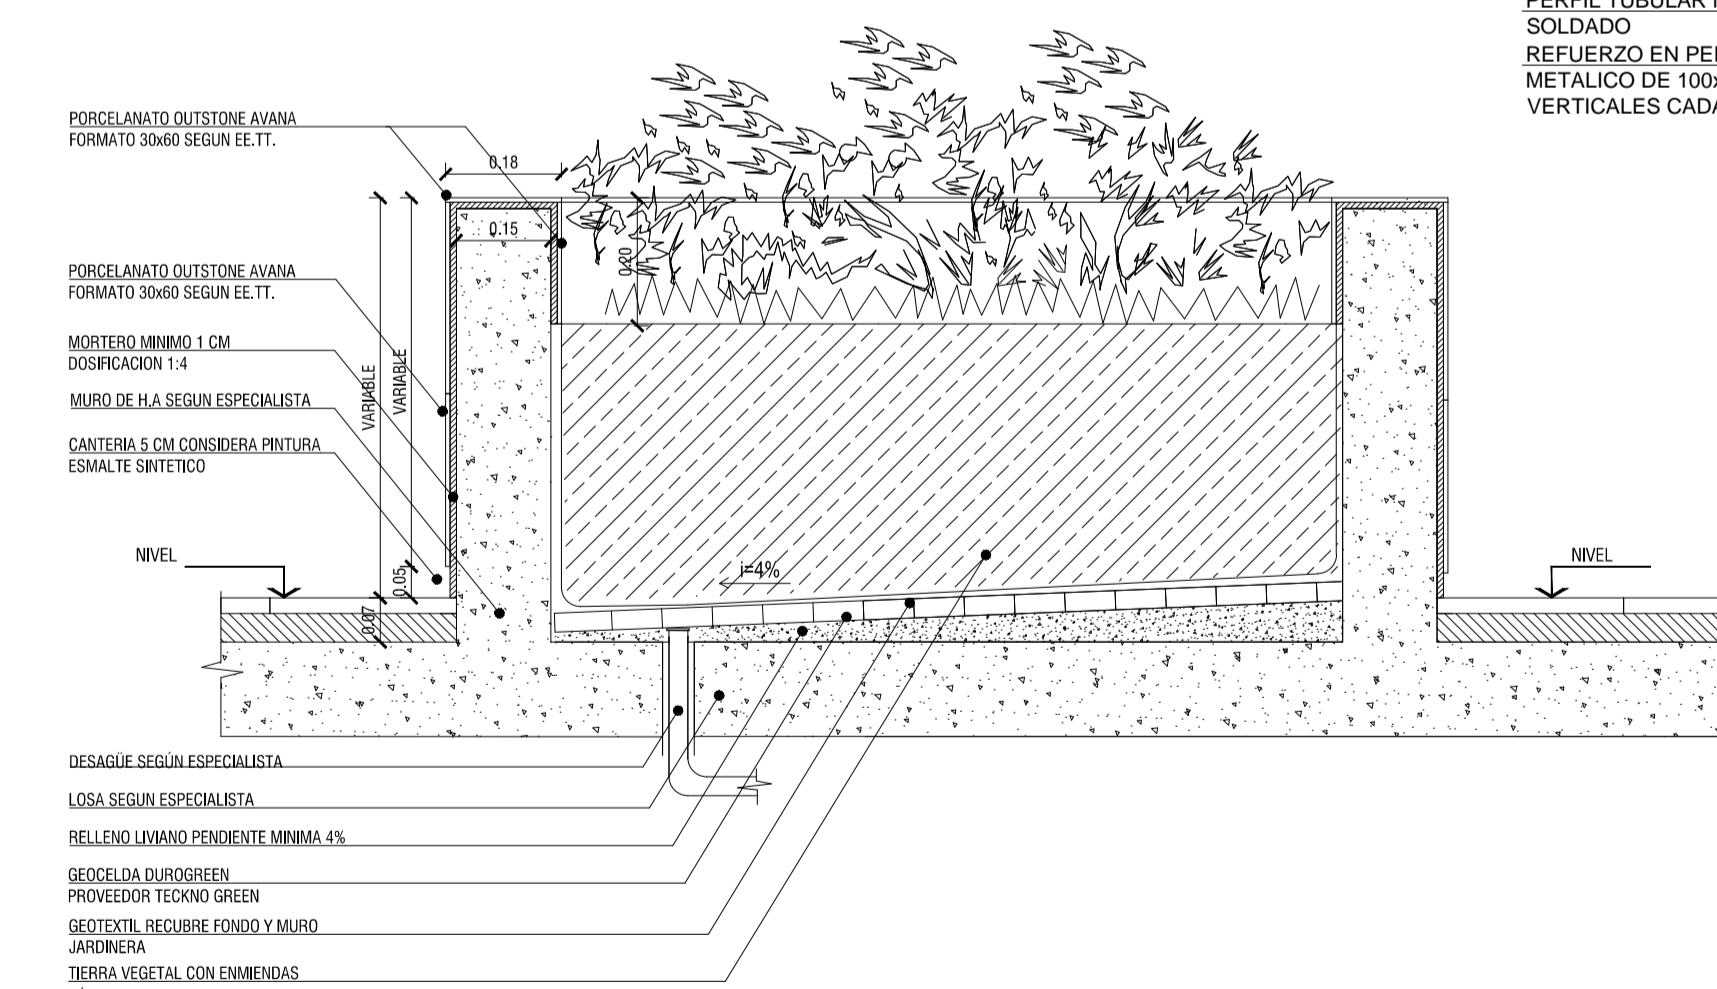 PERFIL TUBULAR
SOLDADO
REFUERZO EN
METALICO DE
VERTICALES
PORCELANATO OUTSTONE AVANA
FORMATO 30x60 SEGUN EE.TT.
0.18
0.15
0.20
PORCELANATO OUTSTONE AVANA
FORMATO 30x60 SEGUN EE.TT.
MORTERO MINIMO 1 CM
DOSIFICACION 1:4
VARIABLE
VARIABLE
MURO DE H.A SEGUN ESPECIALISTA
CANTERIA 5 CM CONSIDERA PINTURA
ESMALTE SINTETICO
NIVEL
0.05
0.07
i=4%
NIVEL
DESAGÜE SEGÚN ESPECIALISTA
LOSA SEGUN ESPECIALISTA
RELLENO LIVIANO PENDIENTE MINIMA 4%
GEOCELDA DUROGREEN
PROVEEDOR TECKNO GREEN
GEOTEXTIL RECUBRE FONDO Y MURO
JARDINERA
TIERRA VEGETAL CON ENMIENDAS